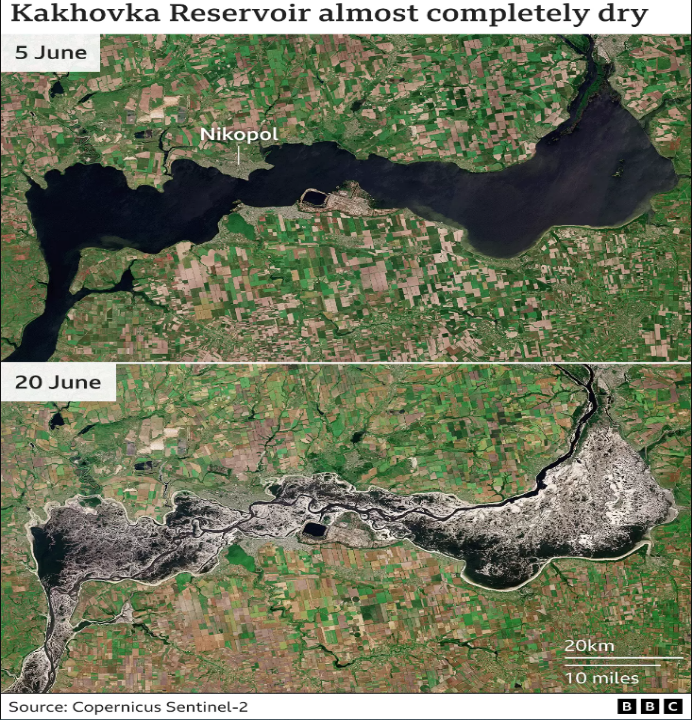 Kakhovka Reservoir almost completely dry
5 June
Nikopol
20 June
20km
10 miles
Source: Copernicus Sentinel-2
BBC